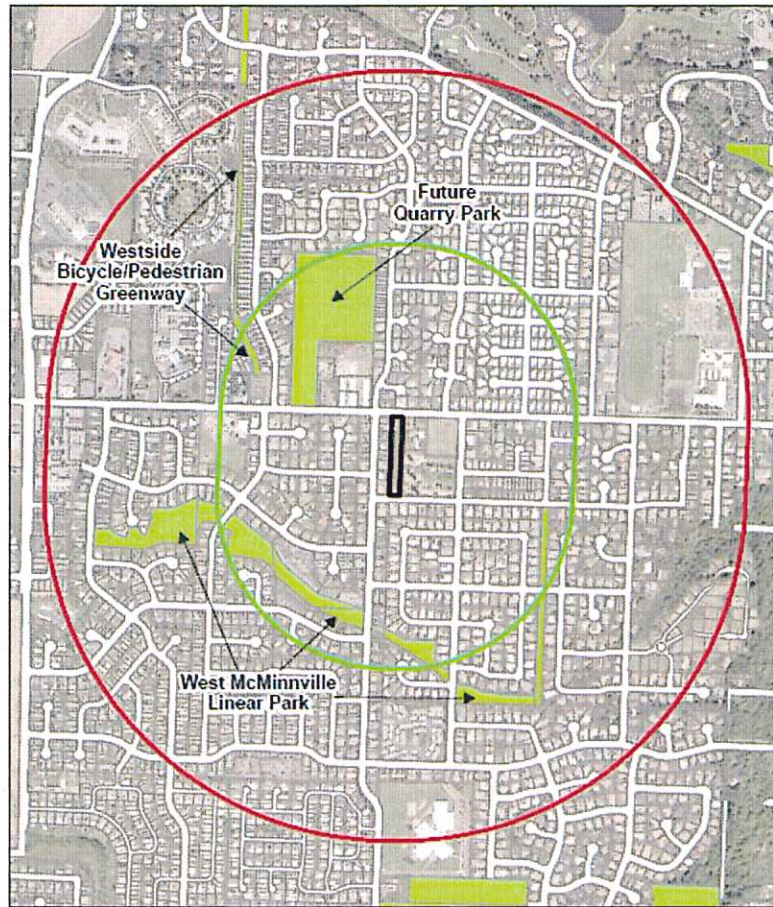 Future
Quarry Park
Westside
Bicycle/Pedestrian
Greenway
West McMinnville
Linear Park